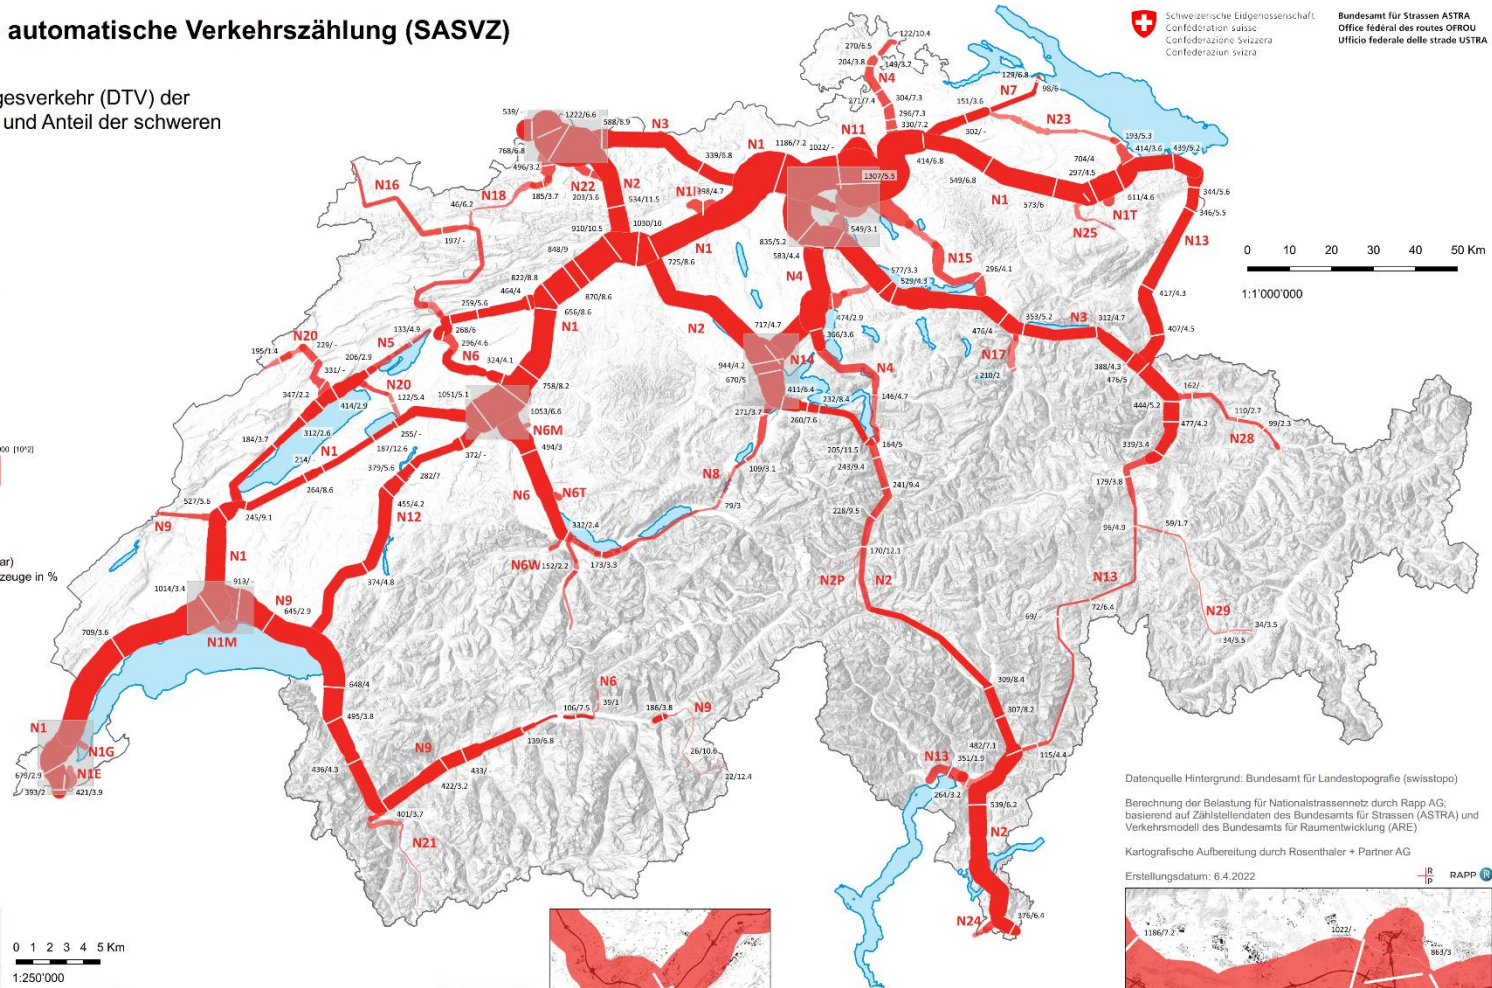 automatische Verkehrszählung (SASVZ)
gesverkehr (DTV) der
und Anteil der schweren
Schweizerische Eidgenossenschaft
Confédération suisse
Confederazione Svizzera
Confederaziun svizra
Bundesamt für Strassen ASTRA
Office fédéral des routes OFROU
Ufficio federale delle strade USTRA
122/10.4
270/6.5
204/3.8
149/3.7
N4
271/7.4
304/7.3
296/7.3
330/7.2
129/6.8
98/6
N7
151/3.6
302/ -
N23
193/5.3
414/3.6
439/5.2
704/4
297/4.5
539/ -
1222/6.6
588/6.9
N3
768/6.8
496/3.2
339/6.8
N1
1186/7.2
1022/ -
N11
1307/5.3
414/6.8
549/6.8
N1
573/6
611/4.6
N1T
N25
344/5.6
346/5.5
N13
N16
N18
46/6.2
185/3.7
N22
203/3.6
N2
534/11.5
398/4.7
197/ -
910/10.5
1030/10
N1
725/8.6
835/5.2
583/4.4
N4
549/3.1
N15
296/4.1
577/3.3
529/4.3
0 10 20 30 40 50 Km
1:1'000'000
848/9
822/8.8
464/4
870/8.6
656/8.6
N1
259/5.6
268/6
296/4.6
N6
324/4.1
133/4.9
N5
206/2.9
N20
229/ -
195/1.4
331/ -
347/2.2
414/2.9
N20
122/5.4
N2
717/4.7
474/2.9
366/3.6
N14
944/4.2
670/5
411/6.4
232/8.4
260/7.6
271/3.7
N4
146/4.7
164/5
476/4
353/5.2
N3
312/4.7
N17
210/2
417/4.3
407/4.5
388/4.3
476/5
162/ -
444/5.2
477/4.2
110/2.7
99/2.3
N28
339/3.4
179/3.8
758/8.2
1051/5.1
1053/6.6
N6M
494/3
184/3.7
312/2.6
N1
214/ -
187/12.6
255/ -
372/ -
379/5.6
282/7
264/8.6
245/9.1
455/4.2
N12
527/5.6
N9
N1
N6
N6T
332/2.4
N6W
152/2.2
173/3.3
N8
109/3.1
79/3
205/11.5
243/9.4
241/9.4
228/9.5
170/12.1
N2P
N2
96/4.9
59/1.7
N13
72/6.4
69/ -
N29
34/3.5
34/3.5
374/4.8
1014/3.4
913/ -
N9
645/2.9
N1M
709/3.6
648/4
495/3.8
436/4.3
N1
N1G
N1E
679/2.9
393/2
421/3.9
N6
39/1
106/7.5
186/3.8
N9
139/6.8
N9
433/
422/3.2
26/10.6
22/12.4
401/3.7
N21
309/8.4
307/8.2
482/7.1
351/1.9
N13
264/3.2
115/4.4
539/6.2
N2
N24
376/6.4
[10^2]
ar)
zeuge in %
Datenquelle Hintergrund: Bundesamt für Landestopografie (swisstopo)
Berechnung der Belastung für Nationalstrassennetz durch Rapp AG;
basierend auf Zählstellendaten des Bundesamts für Strassen (ASTRA) und
Verkehrsmodell des Bundesamts für Raumentwicklung (ARE)
Kartografische Aufbereitung durch Rosenthaler + Partner AG
Erstellungsdatum: 6.4.2022
R
P
RAPP
0 1 2 3 4 5 Km
1:250'000
1186/7.2
1022/ -
863/3